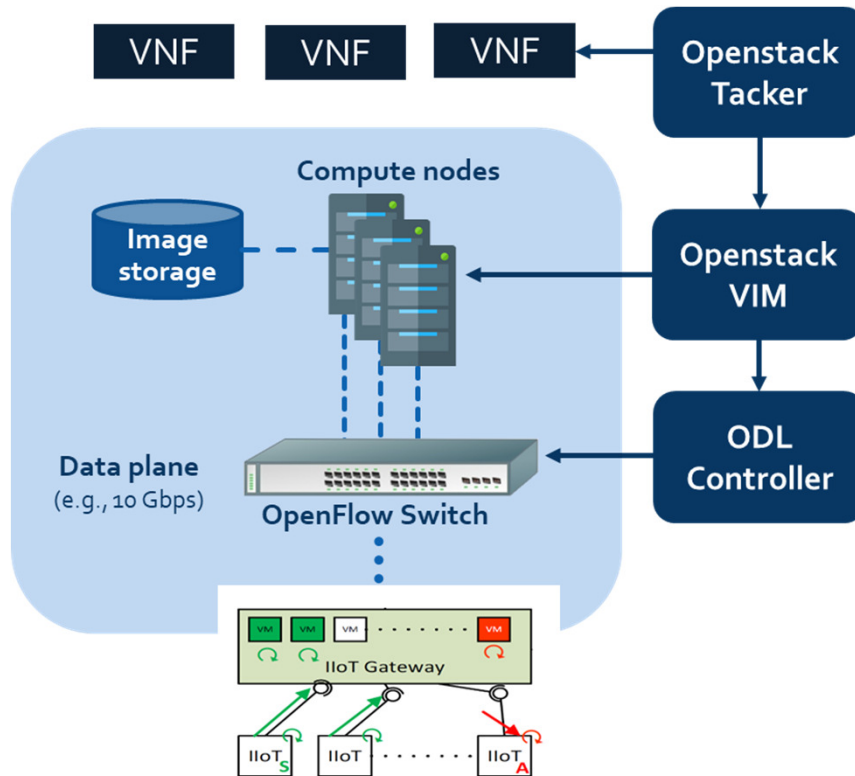 VNF
VNF
VNF
Openstack
Tacker
Compute nodes
Image
storage
Openstack
VIM
ODL
Controller
Data plane
(e.g., 10 Gbps)
OpenFlow Switch
VM
VM
VM
VM
IIoT Gateway
IIoT S
IIoT
IIoT A